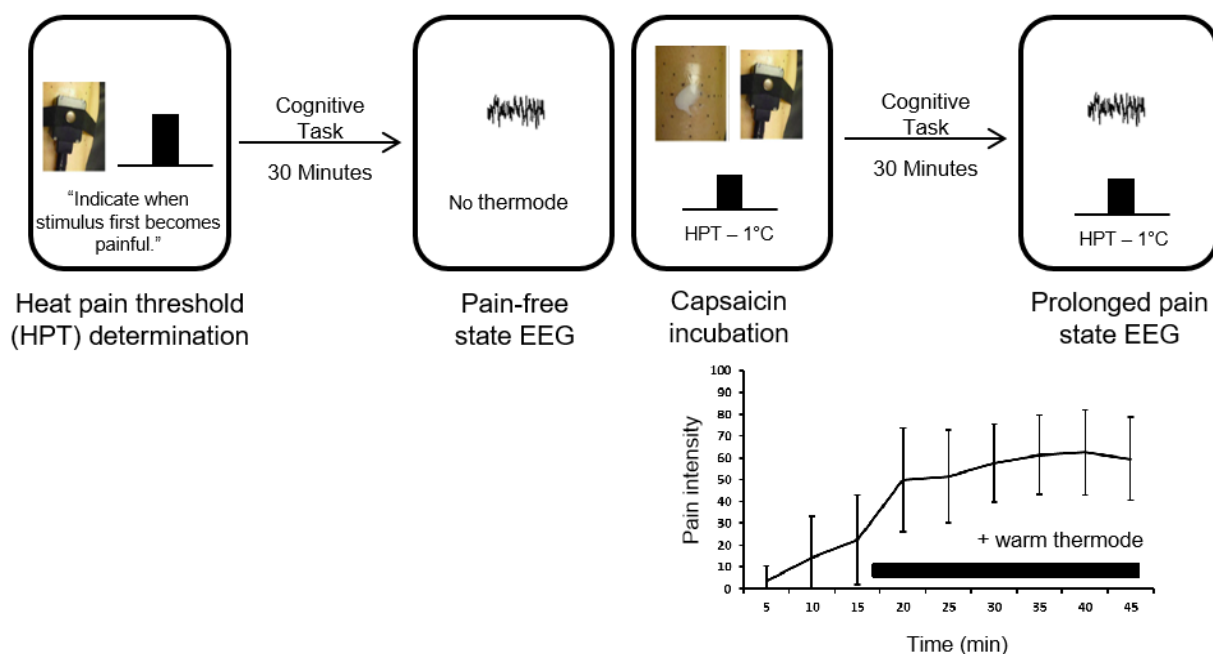 “Indicate when
stimulus first becomes
painful.”
Heat pain threshold
(HPT) determination
Cognitive
Task
30 Minutes
No thermode
Pain-free
state EEG
HPT – 1°C
Capsaicin
incubation
Cognitive
Task
30 Minutes
HPT – 1°C
Prolonged pain
state EEG
Pain intensity
100
90
80
70
60
50
40
30
20
10
0
+ warm thermode
5 10 15 20 25 30 35 40 45
Time (min)